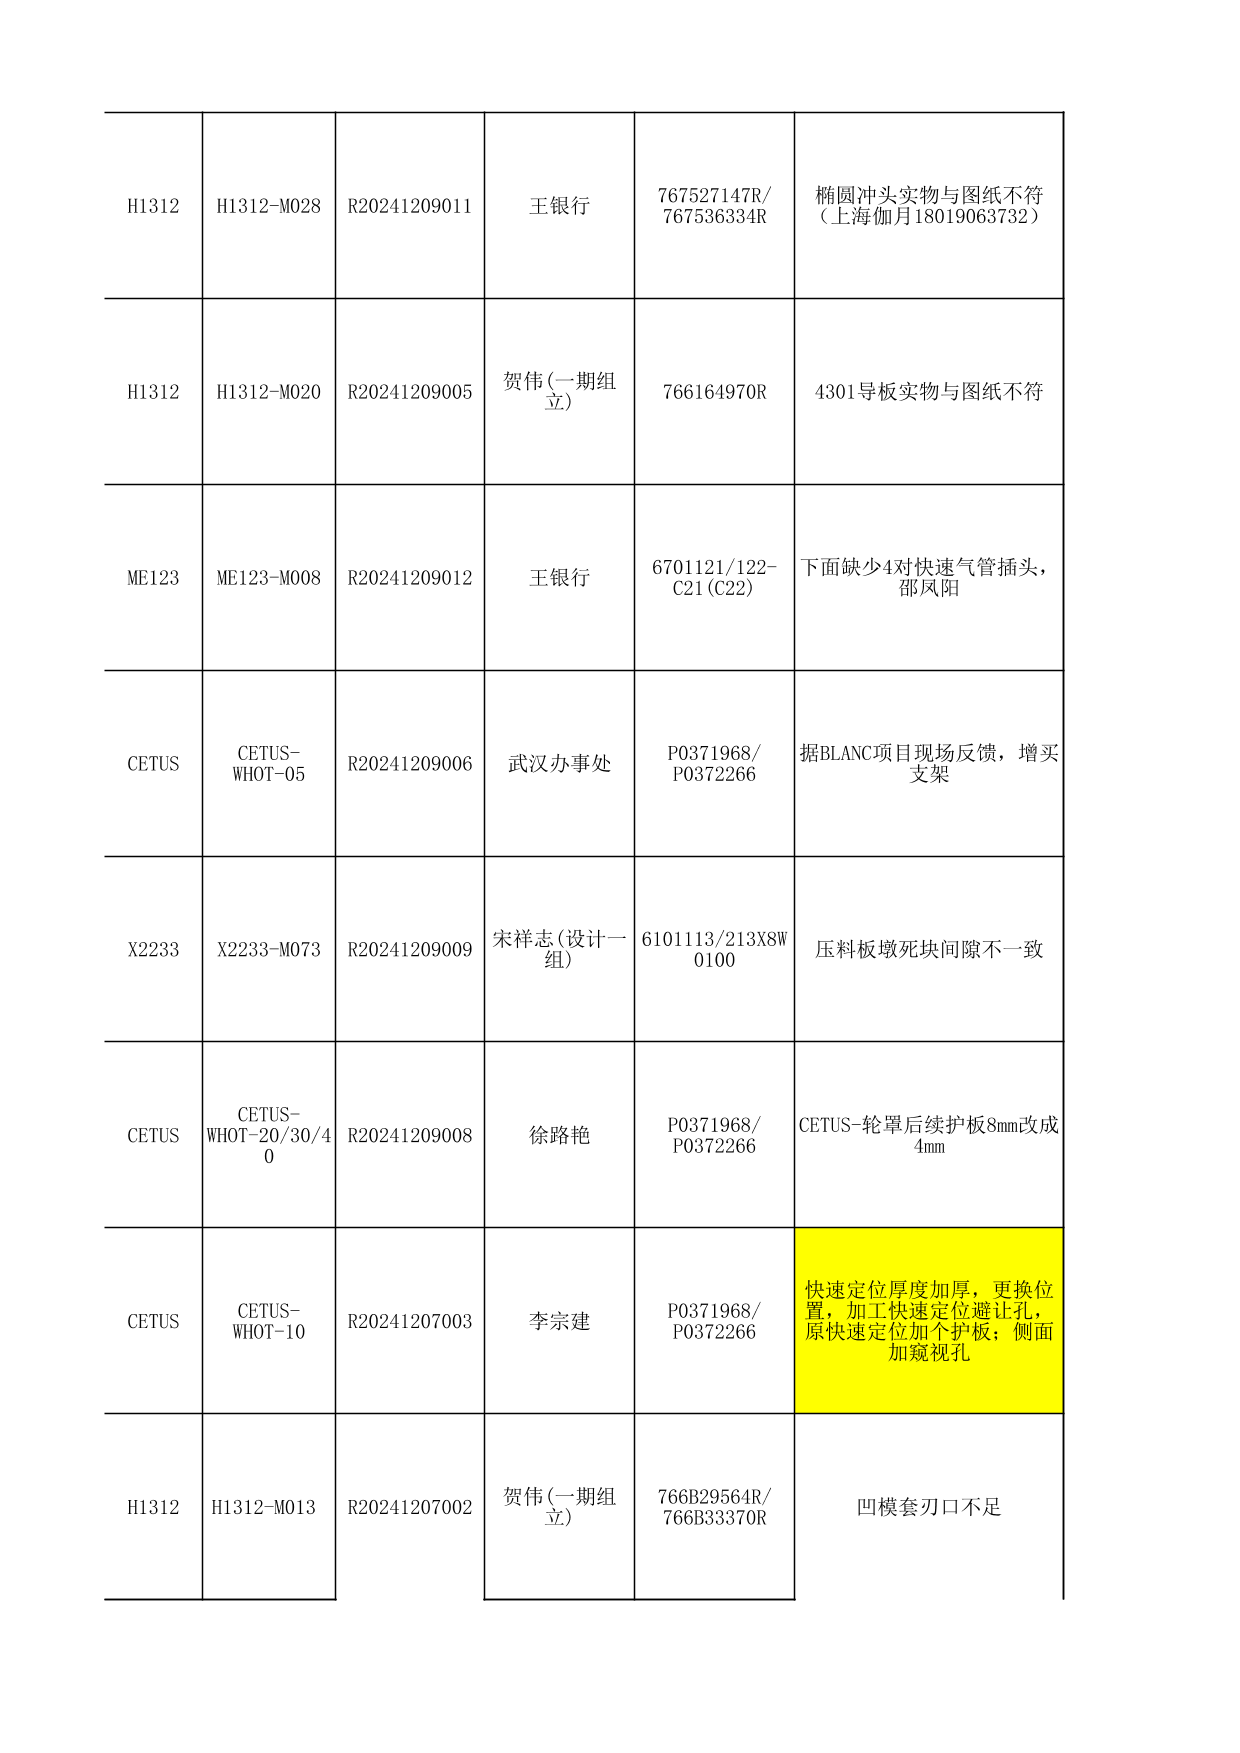 H1312
H1312-M028
R20241209011
王银行
767527147R/
767536334R
椭圆冲头实物与图纸不符
（上海伽月18019063732）
H1312
H1312-M020
R20241209005
贺伟(一期组
立)
766164970R
4301导板实物与图纸不符
ME123
ME123-M008
R20241209012
王银行
6701121/122-
C21(C22)
下面缺少4对快速气管插头，
邵凤阳
CETUS
CETUS-
WHOT-05
R20241209006
武汉办事处
P0371968/
P0372266
据BLANC项目现场反馈，增买
支架
X2233
X2233-M073
R20241209009
宋祥志(设计一
组)
6101113/213X8W
0100
压料板墩死块间隙不一致
CETUS
CETUS-
WHOT-20/30/4
0
R20241209008
徐路艳
P0371968/
P0372266
CETUS-轮罩后续护板8mm改成
4mm
CETUS
CETUS-
WHOT-10
R20241207003
李宗建
P0371968/
P0372266
快速定位厚度加厚，更换位
置，加工快速定位避让孔，
原快速定位加个护板；侧面
加窥视孔
H1312
H1312-M013
R20241207002
贺伟(一期组
立)
766B29564R/
766B33370R
凹模套刃口不足